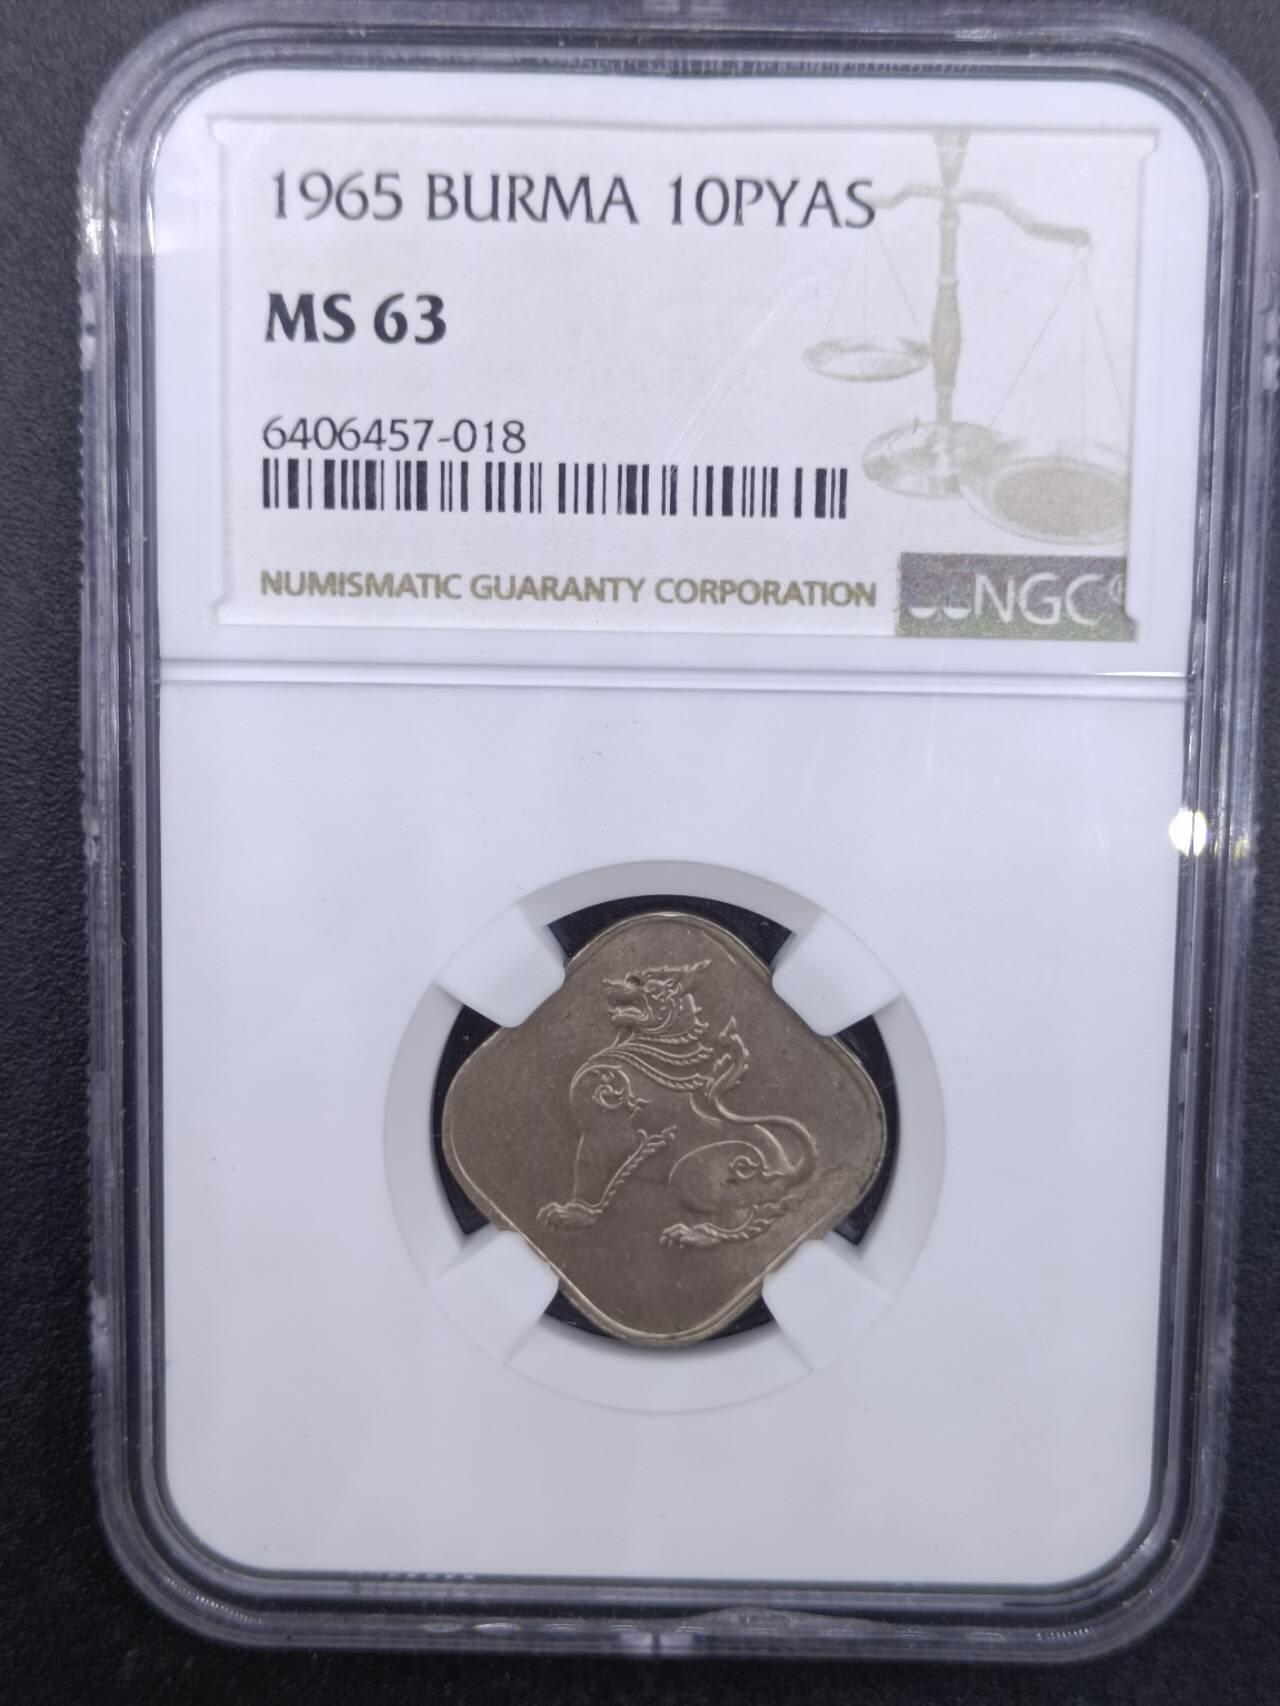 1965 BURMA 10PYAS
MS 63
6406457-018
NUMISMATIC GUARANTY CORPORATION
NGC®